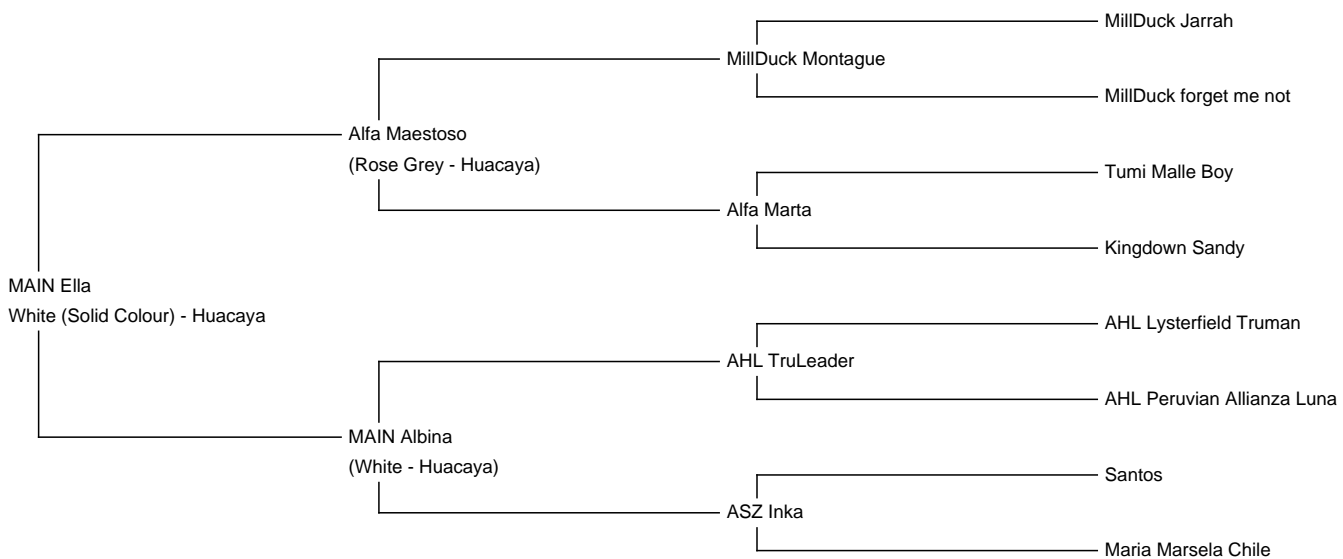 MillDuck Jarrah
MillDuck Montague
MillDuck forget me not
Alfa Maestoso
(Rose Grey - Huacaya)
Tumi Malle Boy
Alfa Marta
Kingdown Sandy
MAIN Ella
White (Solid Colour) - Huacaya
AHL Lysterfield Truman
AHL TruLeader
AHL Peruvian Allianza Luna
MAIN Albina
(White - Huacaya)
Santos
ASZ Inka
Maria Marsela Chile